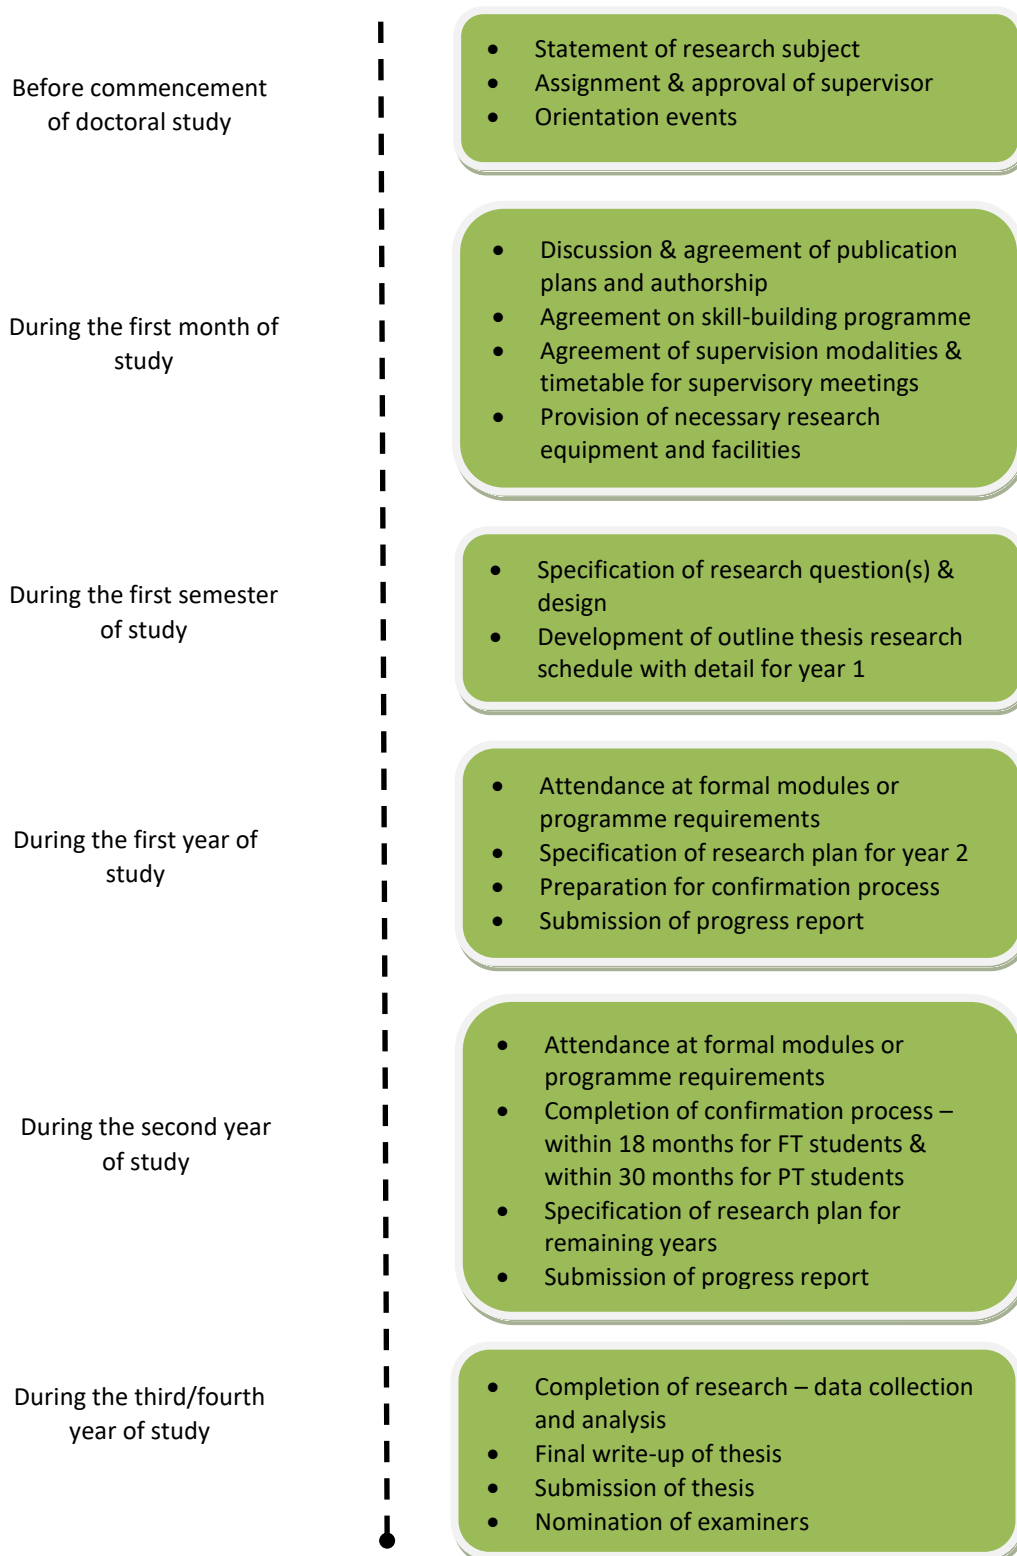 Before commencement
of doctoral study
• Statement of research subject
• Assignment & approval of supervisor
• Orientation events
During the first month of
study
• Discussion & agreement of publication
plans and authorship
• Agreement on skill-building programme
• Agreement of supervision modalities &
timetable for supervisory meetings
• Provision of necessary research
equipment and facilities
During the first semester
of study
• Specification of research question(s) &
design
• Development of outline thesis research
schedule with detail for year 1
During the first year of
study
• Attendance at formal modules or
programme requirements
• Specification of research plan for year 2
• Preparation for confirmation process
• Submission of progress report
During the second year
of study
• Attendance at formal modules or
programme requirements
• Completion of confirmation process –
within 18 months for FT students &
within 30 months for PT students
• Specification of research plan for
remaining years
• Submission of progress report
During the third/fourth
year of study
• Completion of research – data collection
and analysis
• Final write-up of thesis
• Submission of thesis
• Nomination of examiners